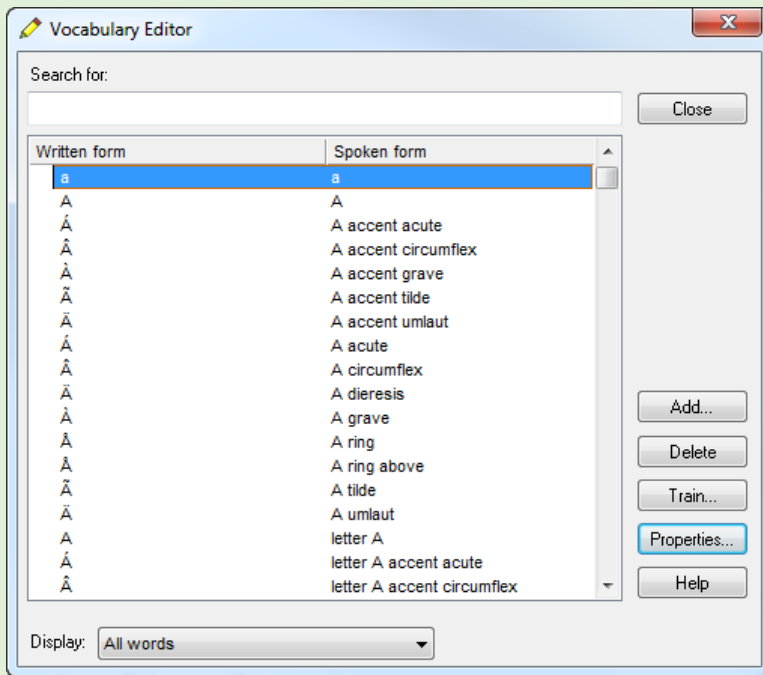 Vocabulary Editor
Search for:
Close
Written form Spoken form
a a
A A
Á A accent acute
Â A accent circumflex
À A accent grave
Ã A accent tilde
Ä A accent umlaut
Á A acute
Â A circumflex
Ä A dieresis
À A grave
Å A ring
Å A ring above
Ã A tilde
Ä A umlaut
A letter A
Á letter A accent acute
Â letter A accent circumflex
Add...
Delete
Train...
Properties...
Help
Display: All words